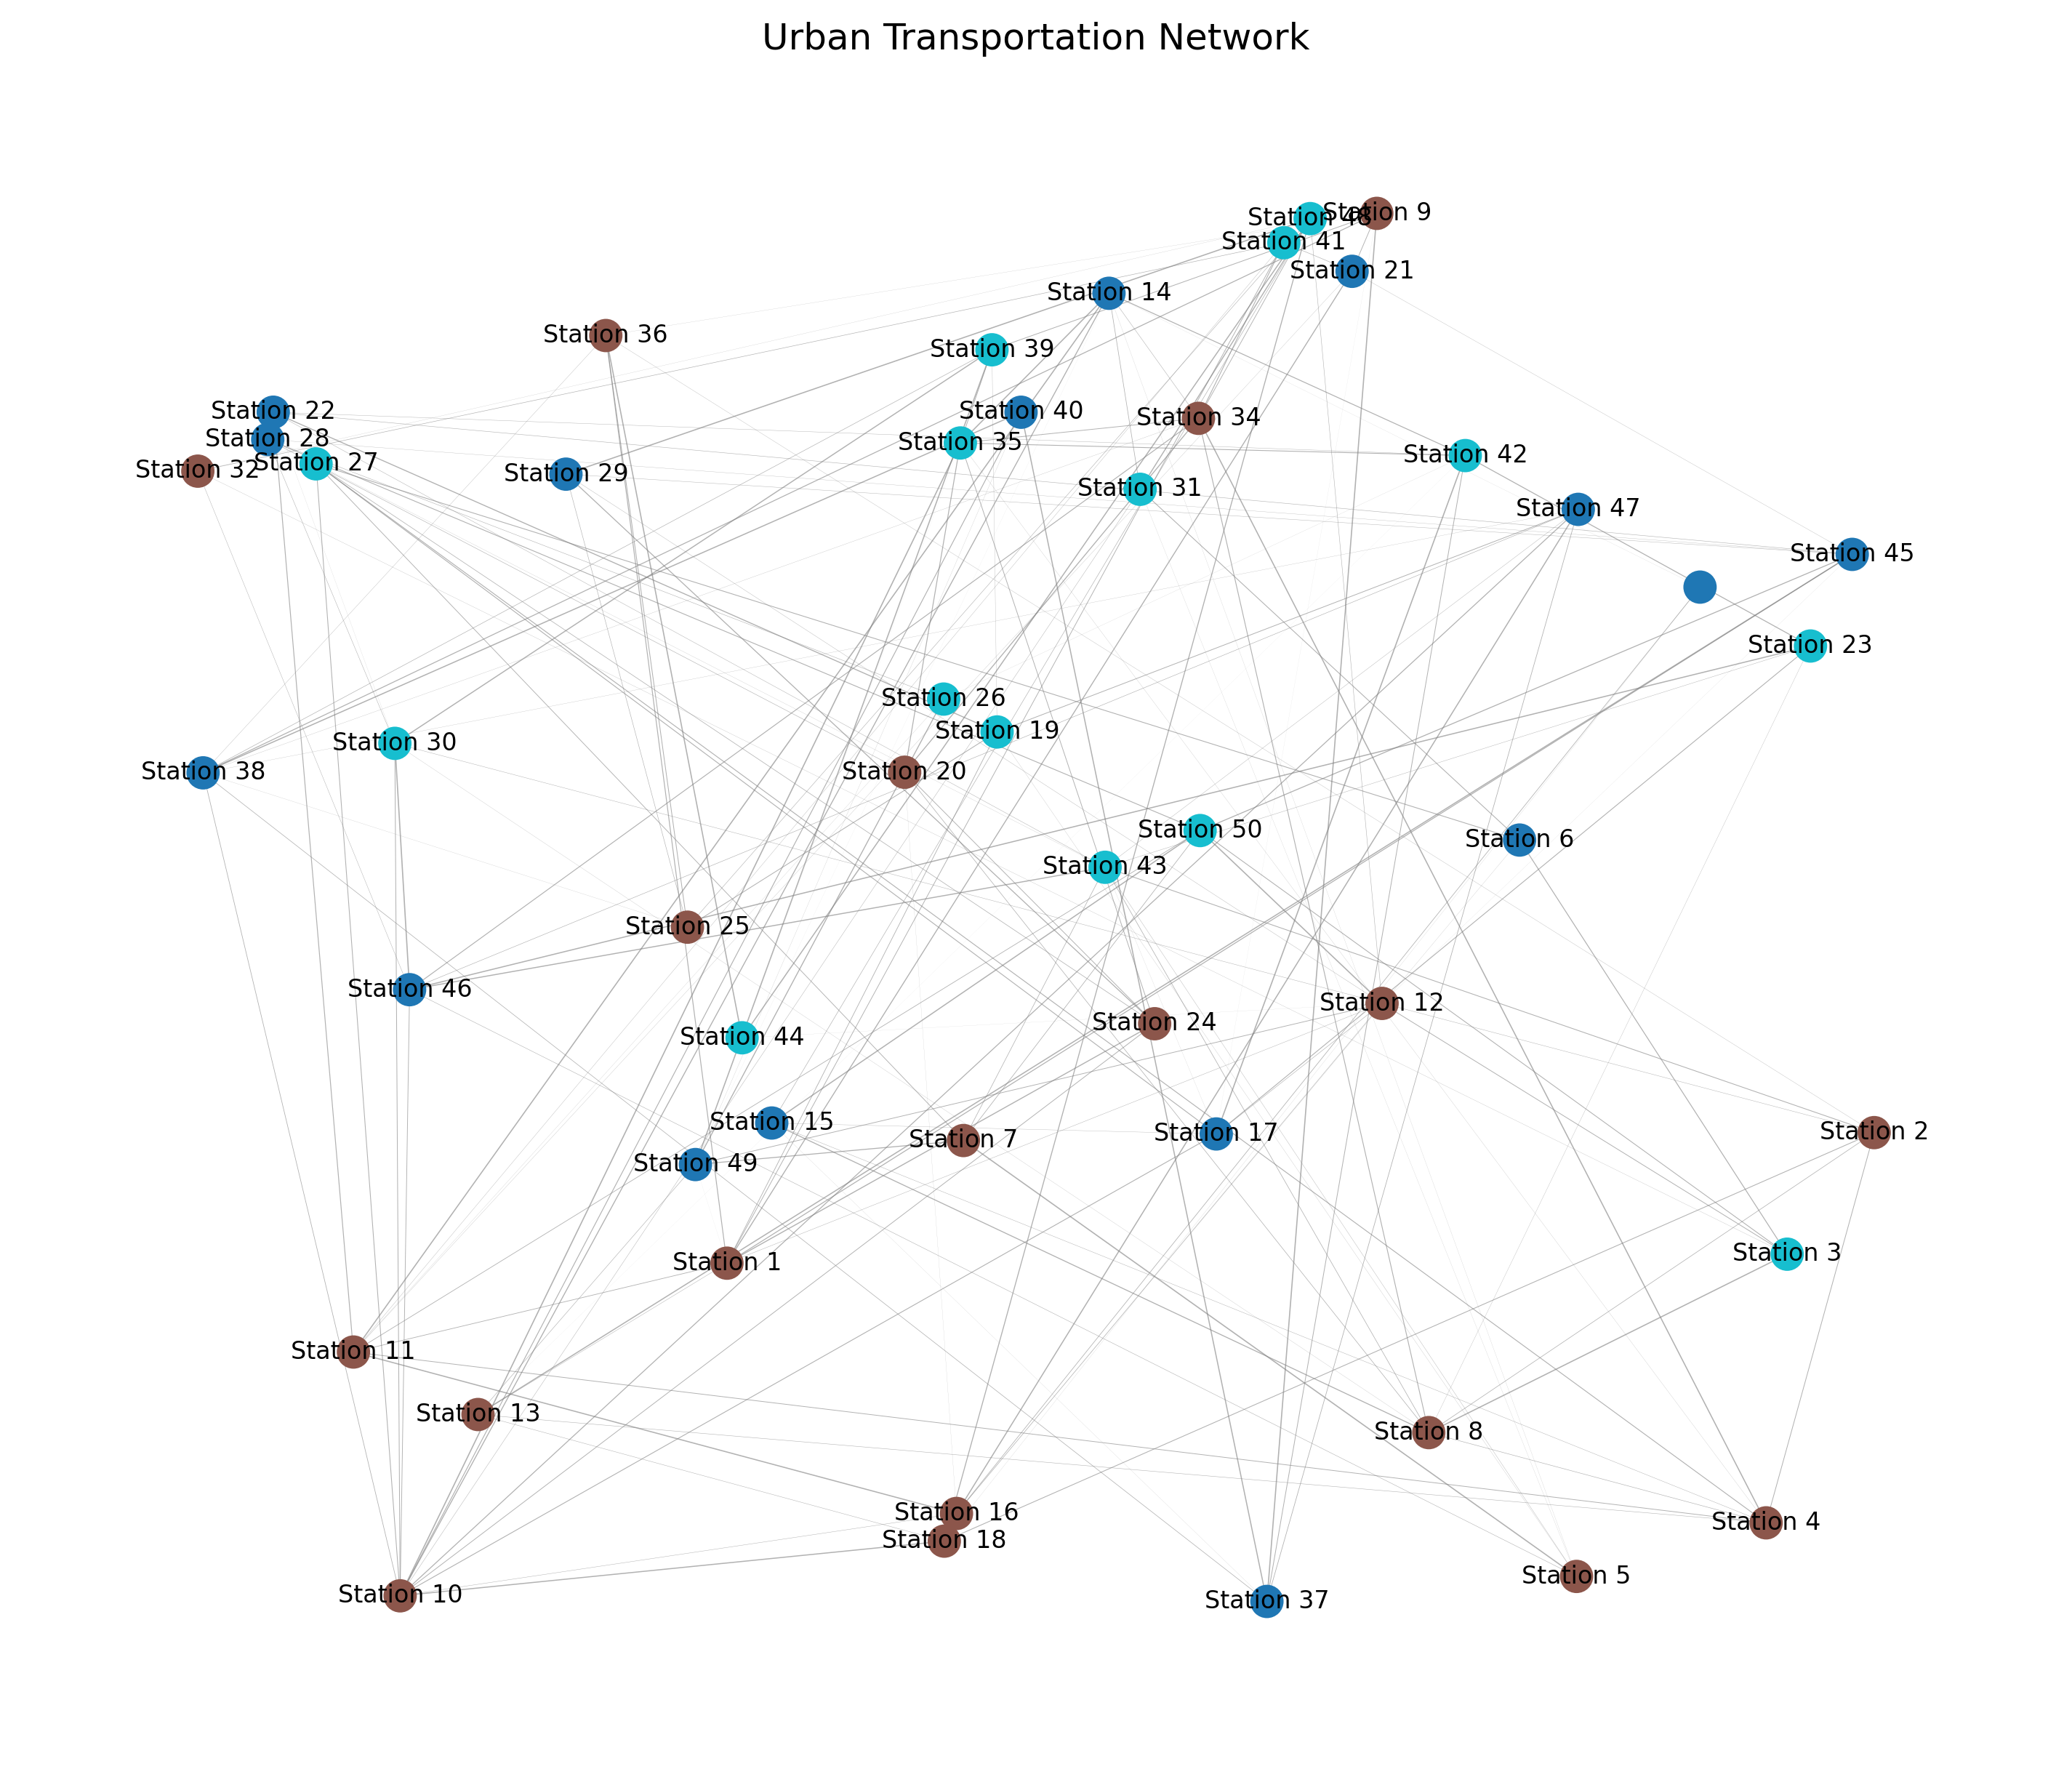 Urban Transportation Network
Station 9
Station 48
Station 41
Station 21
Station 14
Station 36
Station 39
Station 22
Station 40
Station 34
Station 28
Station 35
Station 42
Station 27
Station 32
Station 29
Station 31
Station 47
Station 45
Station 23
Station 26
Station 19
Station 30
Station 38
Station 20
Station 50
Station 6
Station 43
Station 25
Station 46
Station 12
Station 24
Station 44
Station 15
Station 2
Station 17
Station 7
Station 49
Station 3
Station 1
Station 11
Station 13
Station 8
Station 16
Station 4
Station 18
Station 5
Station 10
Station 37